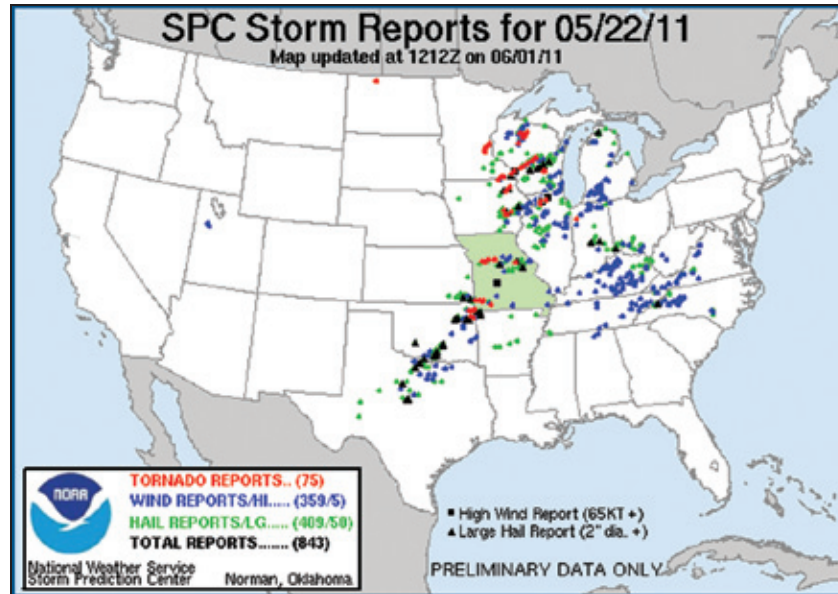 SPC Storm Reports for 05/22/11
Map updated at 1212Z on 06/01/11
NOAA
TORNADO REPORTS.. (75)
WIND REPORTS/HI..... (359/5)
HAIL REPORTS/LG..... (409/50)
TOTAL REPORTS....... (843)
National Weather Service
Storm Prediction Center Norman, Oklahoma
High Wind Report (65KT +)
Large Hail Report (2" dia. +)
PRELIMINARY DATA ONLY